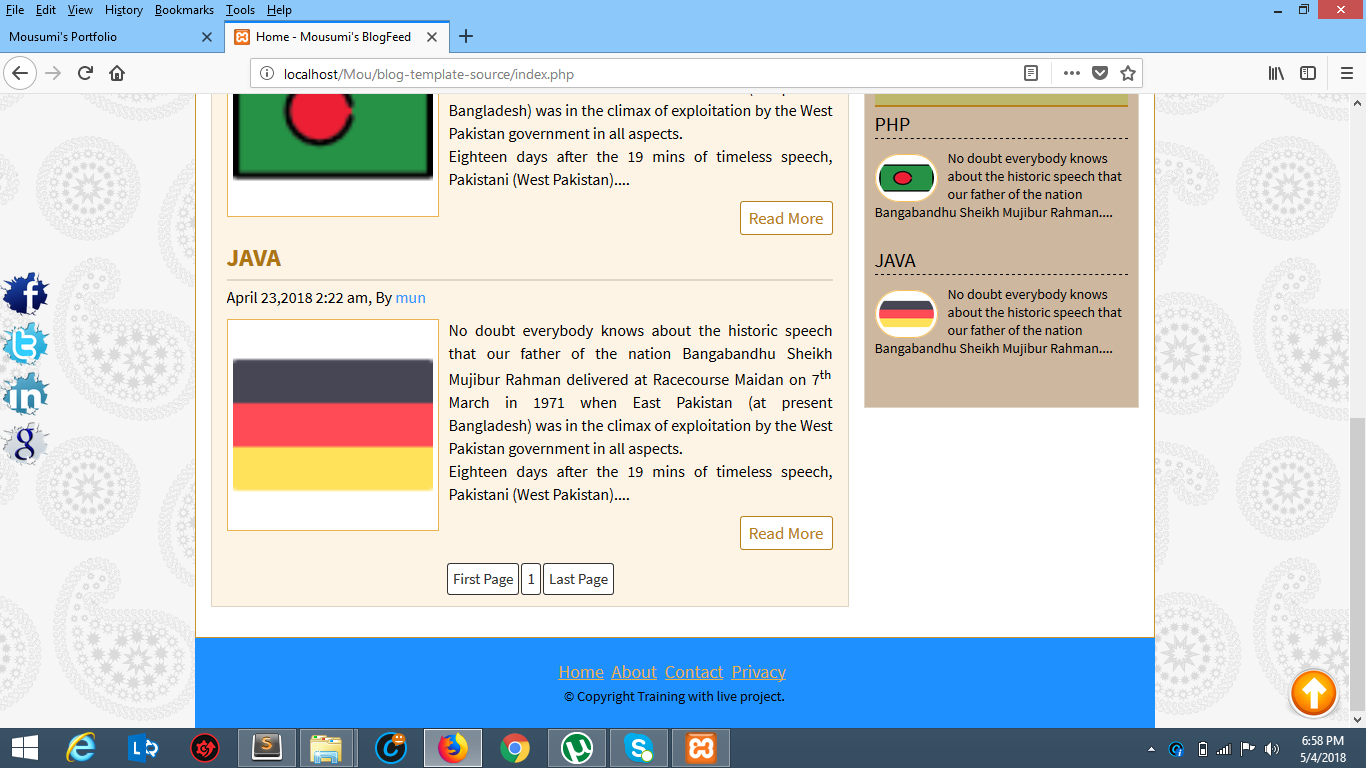 File Edit View History Bookmarks Tools Help
Mousumi's Portfolio
Home - Mousumi's BlogFeed
localhost/Mou/blog-template-source/index.php
Bangladesh) was in the climax of exploitation by the West
Pakistan government in all aspects.
Eighteen days after the 19 mins of timeless speech,
Pakistani (West Pakistan)....
Read More
JAVA
April 23,2018 2:22 am, By mun
No doubt everybody knows about the historic speech
that our father of the nation Bangabandhu Sheikh
Mujibur Rahman delivered at Racecourse Maidan on 7th
March in 1971 when East Pakistan (at present
Bangladesh) was in the climax of exploitation by the West
Pakistan government in all aspects.
Eighteen days after the 19 mins of timeless speech,
Pakistani (West Pakistan)....
Read More
First Page 1 Last Page
PHP
No doubt everybody knows
about the historic speech that
our father of the nation
Bangabandhu Sheikh Mujibur Rahman....
JAVA
No doubt everybody knows
about the historic speech that
our father of the nation
Bangabandhu Sheikh Mujibur Rahman....
Home About Contact Privacy
© Copyright Training with live project.
6:58 PM
5/4/2018